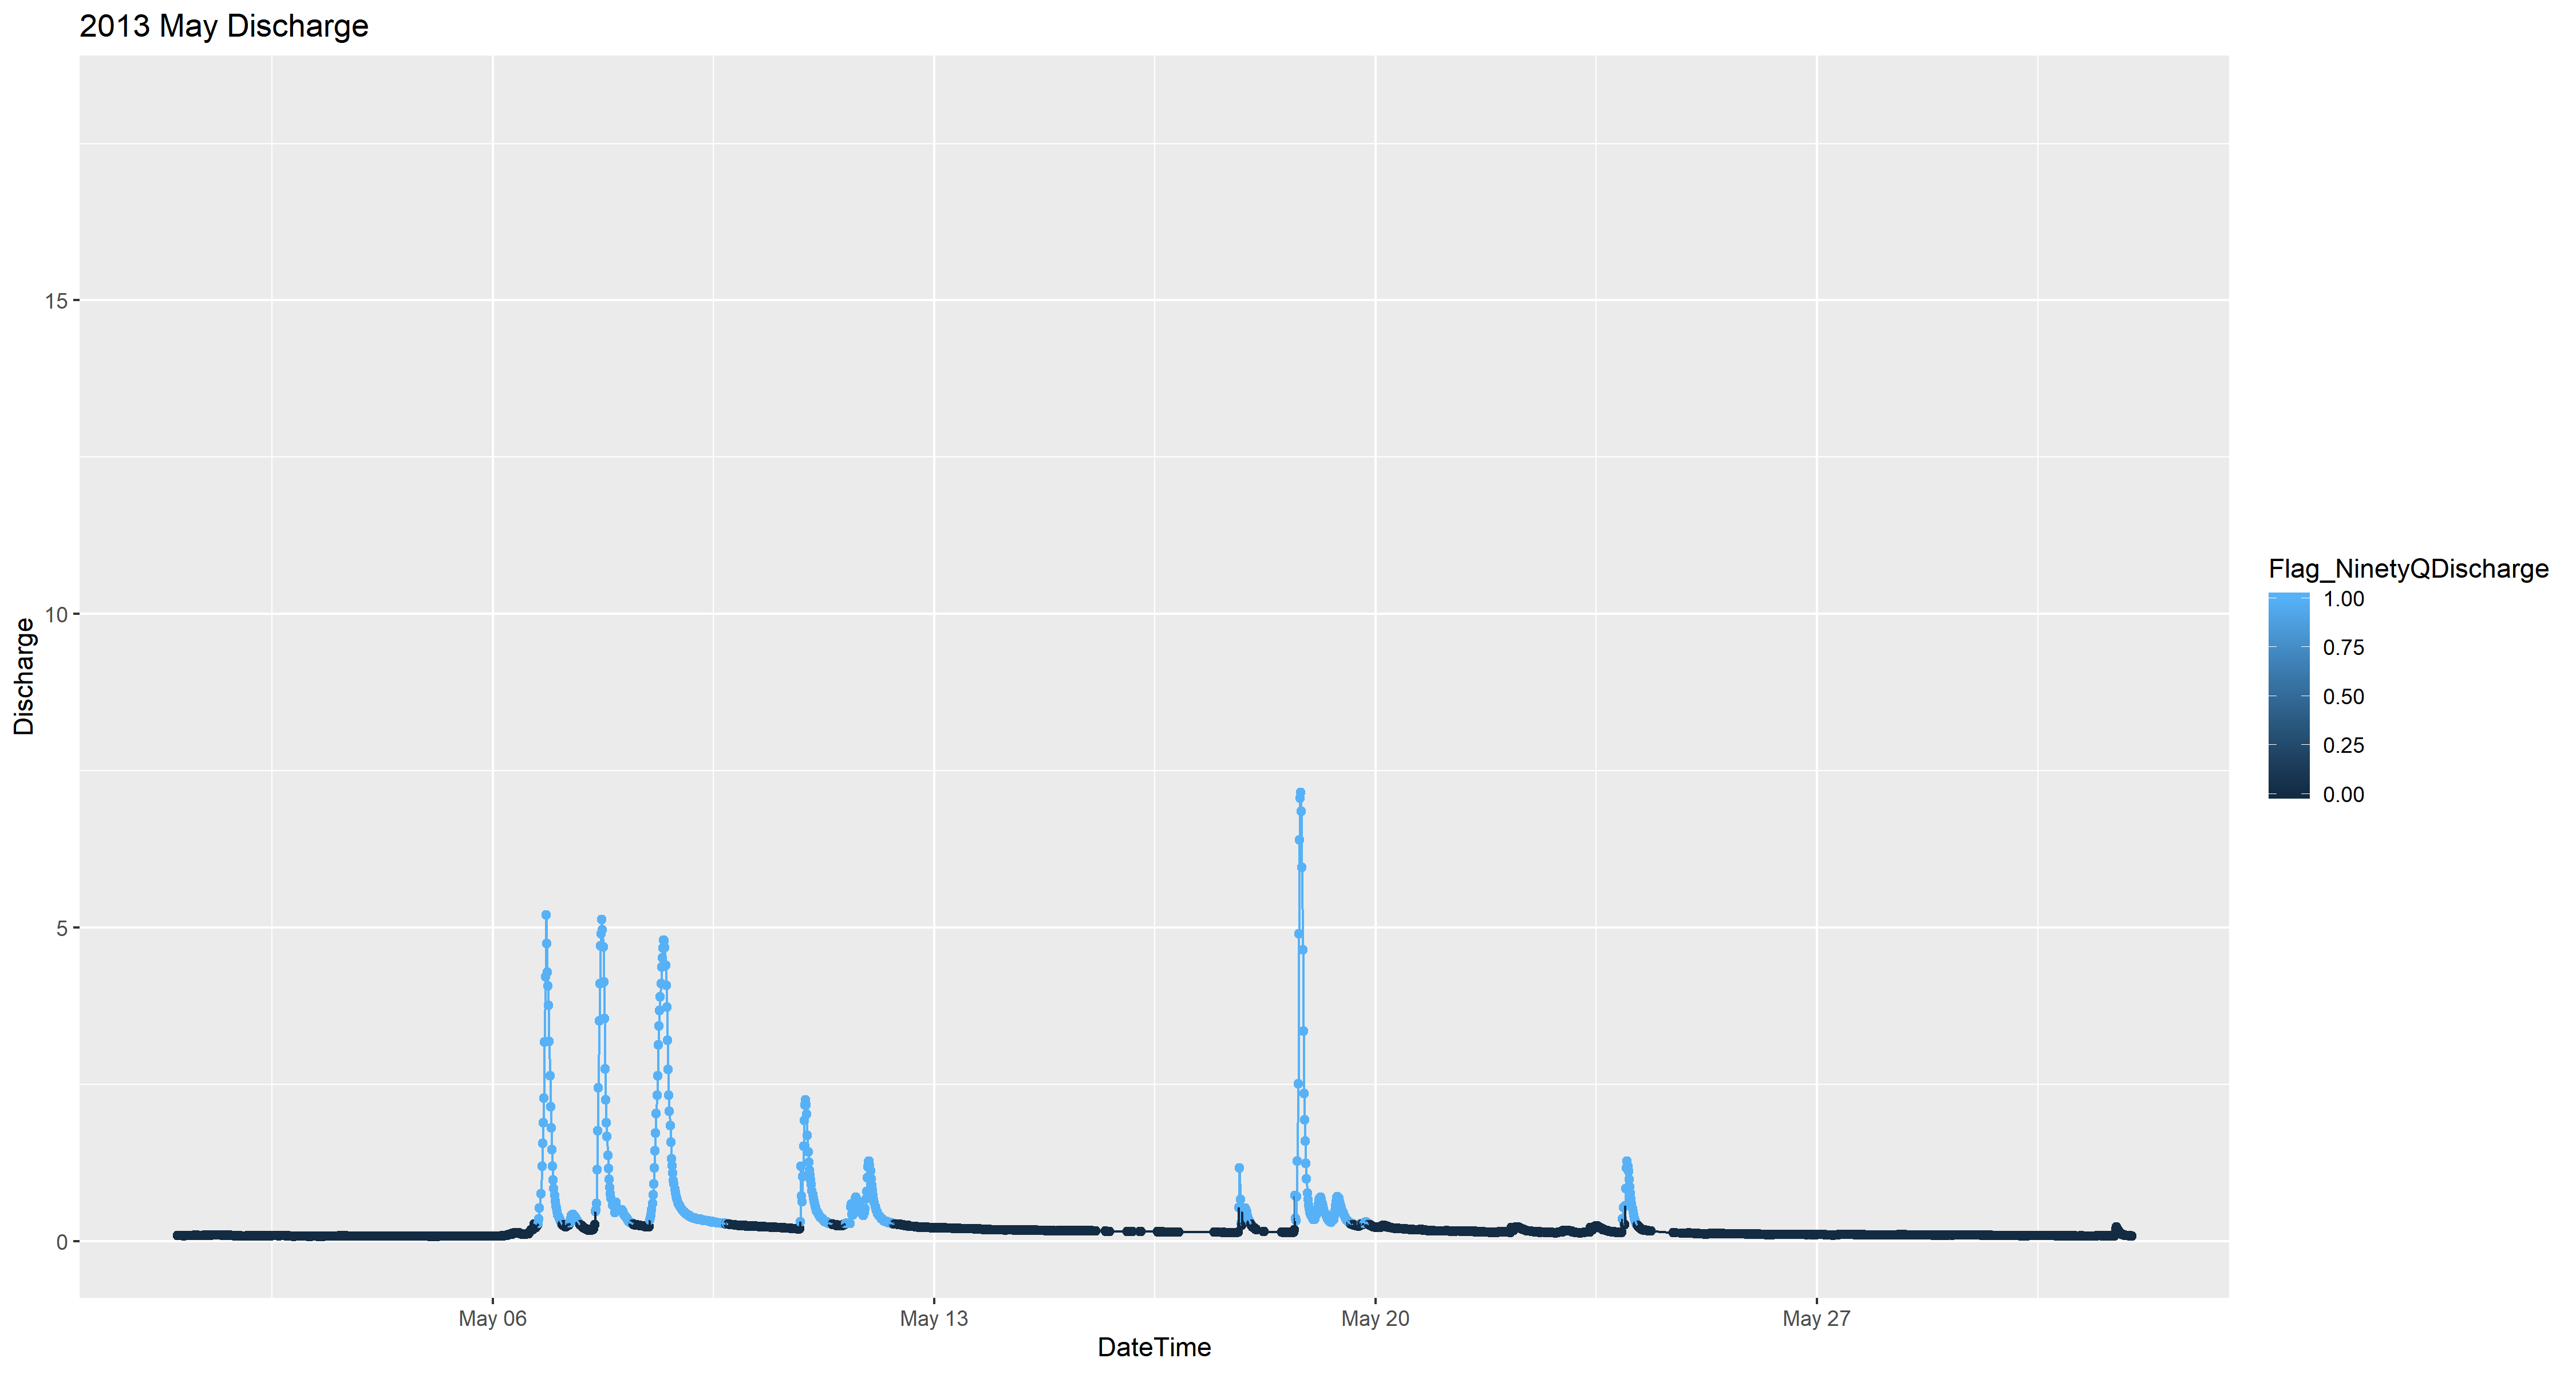 2013 May Discharge
15
10
5
0
Discharge
May 06
May 13
May 20
May 27
DateTime
Flag_NinetyQDischarge
1.00
0.75
0.50
0.25
0.00